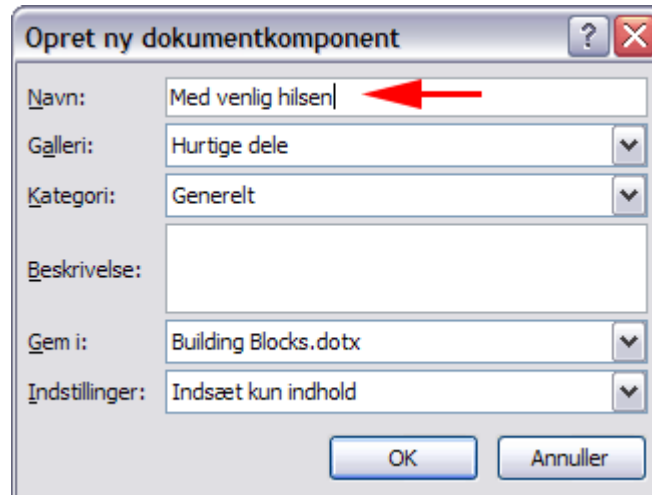 Opret ny dokumentkomponent ?
Navn: Med venlig hilsen
Galleri: Hurtige dele
Kategori: Generelt
Beskrivelse:
Gem i: Building Blocks.dotx
Indstillinger: Indsæt kun indhold
OK Annuller